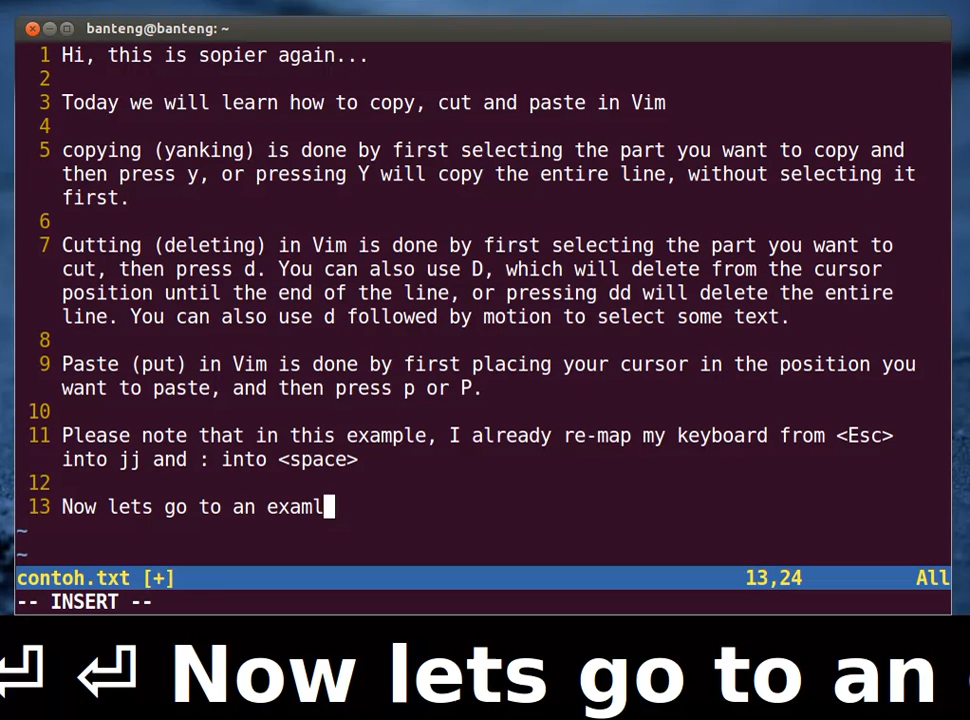 banteng@banteng: ~
1 Hi, this is sopier again...
2
3 Today we will learn how to copy, cut and paste in Vim
4
5 copying (yanking) is done by first selecting the part you want to copy and
then press y, or pressing Y will copy the entire line, without selecting it
first.
6
7 Cutting (deleting) in Vim is done by first selecting the part you want to
cut, then press d. You can also use D, which will delete from the cursor
position until the end of the line, or pressing dd will delete the entire
line. You can also use d followed by motion to select some text.
8
9 Paste (put) in Vim is done by first placing your cursor in the position you
want to paste, and then press p or P.
10
11 Please note that in this example, I already re-map my keyboard from <Esc>
into jj and : into <space>
12
13 Now lets go to an examl
~
~
contoh.txt [+] 13,24 All
-- INSERT --
⏎ ⏎ Now lets go to an